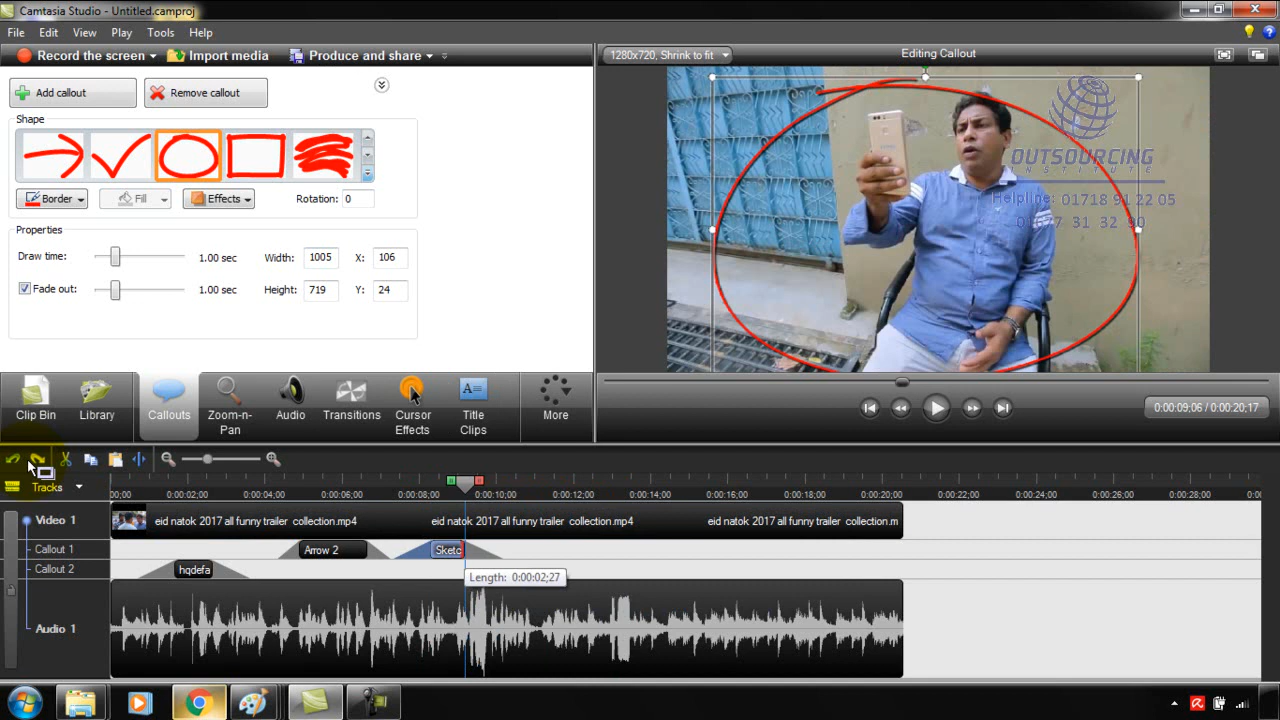 Camtasia Studio - Untitled.camproj
File Edit View Play Tools Help
Record the screen Import media Produce and share
1280x720, Shrink to fit
Editing Callout
Add callout Remove callout
Shape
Border Fill Effects Rotation: 0
Properties
Draw time: 1.00 sec Width: 1005 X: 106
Fade out: 1.00 sec Height: 719 Y: 24
OUTSOURCING
INSTITUTE
Helpline: 01718 91 22 05
31 32 90
Clip Bin
Library
Callouts
Zoom-n-
Pan
Audio
Transitions
Cursor
Effects
Title
Clips
More
0:00:09;06 / 0:00:20;17
Tracks
00;00 0:00:02;00 0:00:04;00 0:00:06;00 0:00:08;00 0:00:10;00 0:00:12;00 0:00:14;00 0:00:16;00 0:00:18;00 0:00:20;00 0:00:22;00 0:00:24;00 0:00:26;00 0:00:28;00 0:0
Video 1 eid natok 2017 all funny trailer collection.mp4 eid natok 2017 all funny trailer collection.mp4 eid natok 2017 all funny trailer collection.m
Callout 1 Arrow 2 Sketc
Callout 2 hqdefa
Length: 0:00:02;27
Audio 1